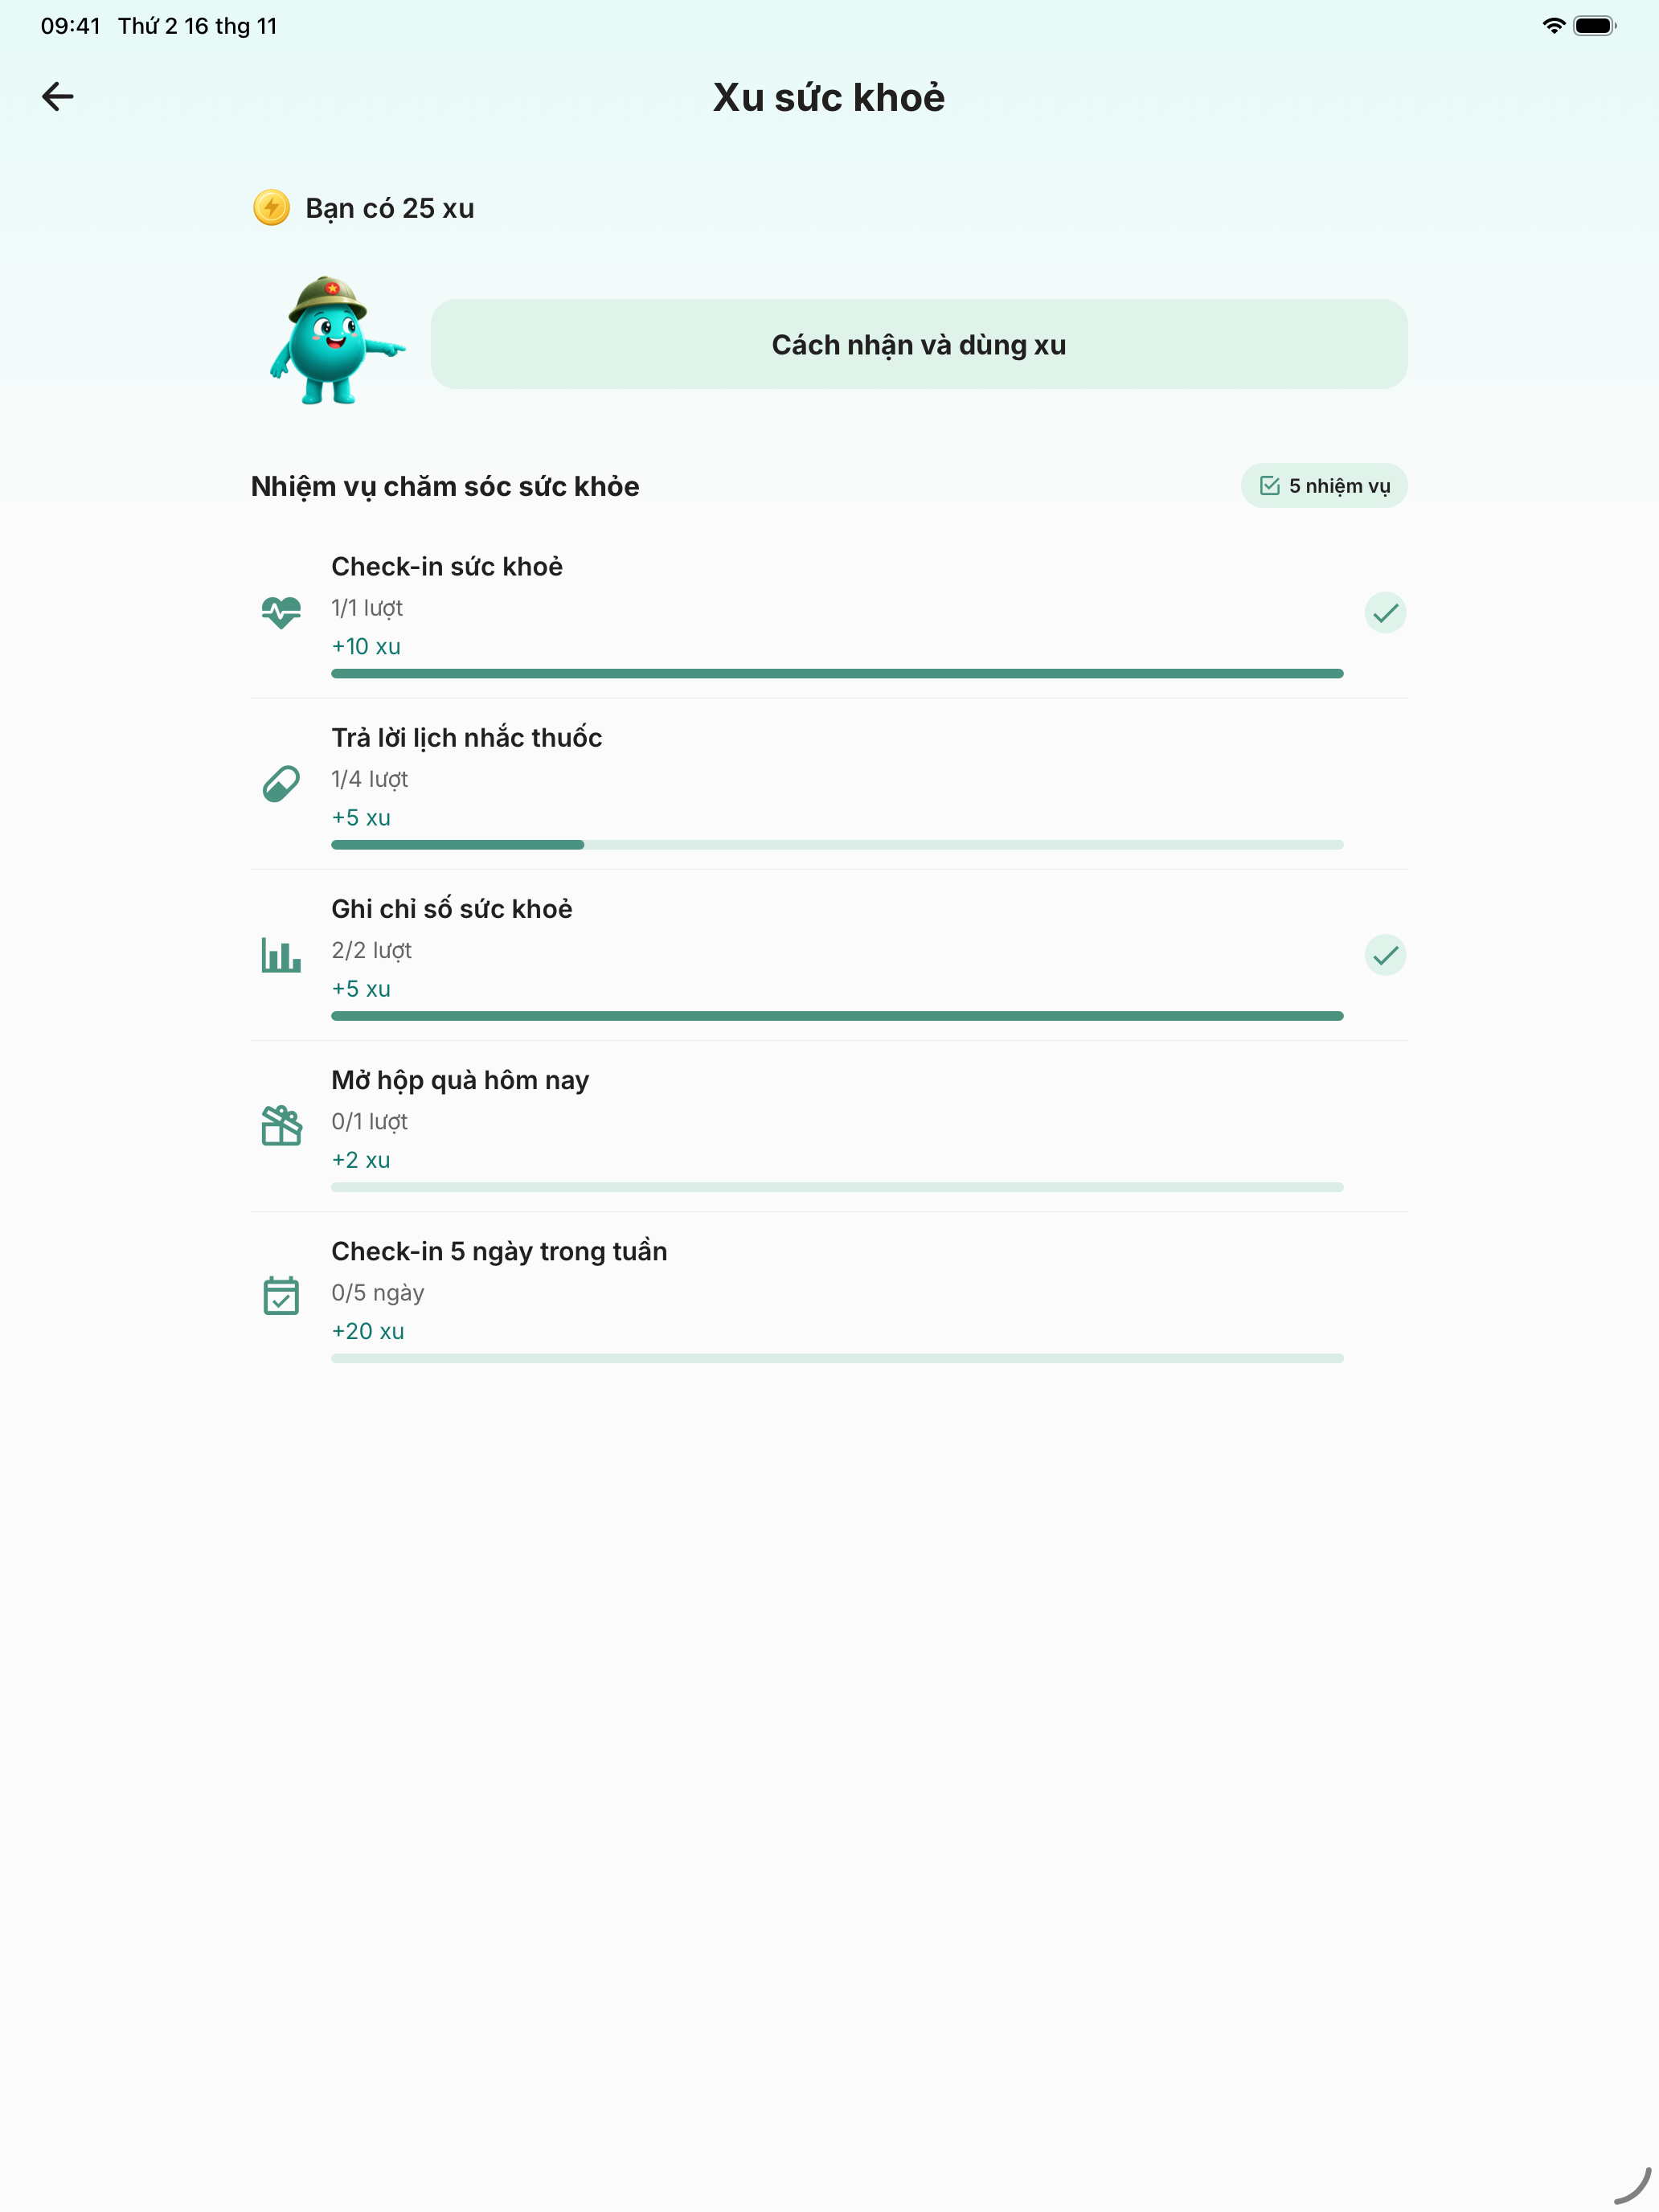 09:41 Thứ 2 16 thg 11
Xu sức khoẻ
Bạn có 25 xu
Cách nhận và dùng xu
Nhiệm vụ chăm sóc sức khỏe
5 nhiệm vụ
Check-in sức khoẻ
1/1 lượt
+10 xu
Trả lời lịch nhắc thuốc
1/4 lượt
+5 xu
Ghi chỉ số sức khoẻ
2/2 lượt
+5 xu
Mở hộp quà hôm nay
0/1 lượt
+2 xu
Check-in 5 ngày trong tuần
0/5 ngày
+20 xu